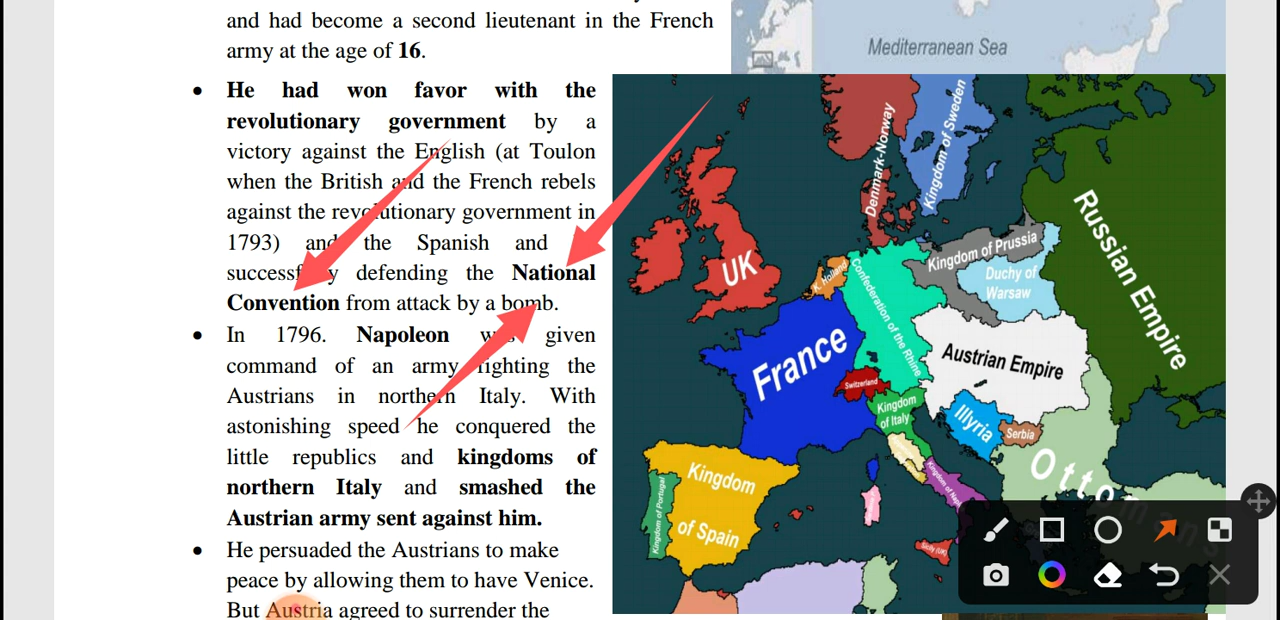 and had become a second lieutenant in the French
army at the age of 16.
Mediterranean Sea
He had won favor with the
revolutionary government by a
victory against the English (at Toulon
when the British and the French rebels
against the revolutionary government in
1793) and the Spanish and
defending the National
Convention from attack by a bomb.
In 1796. Napoleon was given
command of an army fighting the
Austrians in northern Italy. With
astonishing speed he conquered the
little republics and kingdoms of
northern Italy and smashed the
Austrian army sent against him.
He persuaded the Austrians to make
peace by allowing them to have Venice.
But Austria agreed to surrender the
Denmark-Norway
Kingdom of Sweden
Russian Empire
UK
K. Holland
Confederation of the Rhine
Kingdom of Prussia
Duchy of
Warsaw
France
Austrian Empire
Switzerland
Kingdom
of Italy
Illyria
Serbia
Kingdom
of Spain
Kingdom of Portugal
Ottomans
Sicily (UK)